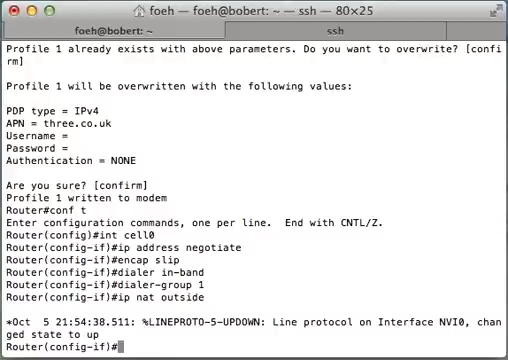 foeh — foeh@bobert: ~ — ssh — 80×25
foeh@bobert: ~
ssh
Profile 1 already exists with above parameters. Do you want to overwrite? [confi
rm]
Profile 1 will be overwritten with the following values:
PDP type = IPv4
APN = three.co.uk
Username =
Password =
Authentication = NONE
Are you sure? [confirm]
Profile 1 written to modem
Router#conf t
Enter configuration commands, one per line.  End with CNTL/Z.
Router(config)#int cell0
Router(config-if)#ip address negotiate
Router(config-if)#encap slip
Router(config-if)#dialer in-band
Router(config-if)#dialer-group 1
Router(config-if)#ip nat outside
*Oct  5 21:54:38.511: %LINEPROTO-5-UPDOWN: Line protocol on Interface NVI0, chan
ged state to up
Router(config-if)#